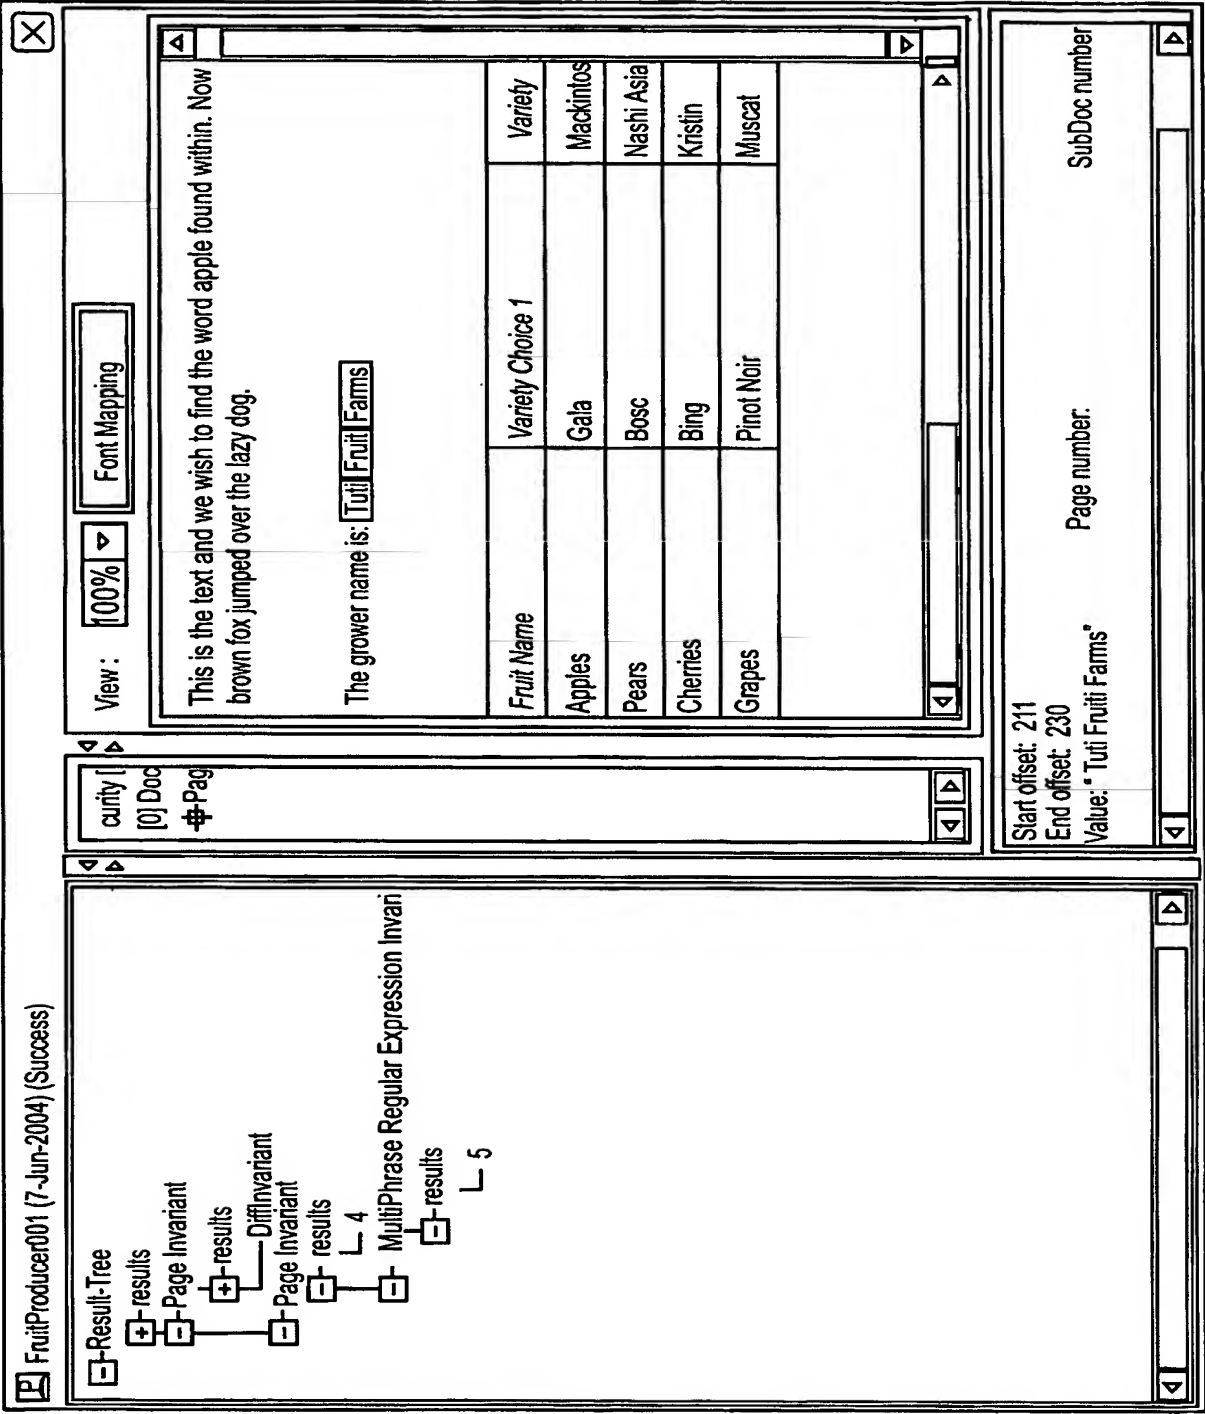 FruitProducer001 (7-Jun-2004) (Success)
Result-Tree
results
Page Invariant
results
DiffInvariant
Page Invariant
results
4
MultiPhrase Regular Expression Invari
results
5
curity [
[0] Doc
Pag
View: 100% Font Mapping
This is the text and we wish to find the word apple found within. Now
brown fox jumped over the lazy dog.
The grower name is: Tuti Fruit Farms
Fruit Name Variety Choice 1 Variety
Apples Gala Mackintos
Pears Bosc Nashi Asia
Cherries Bing Kristin
Grapes Pinot Noir Muscat
Start offset: 211
End offset: 230 Page number: SubDoc number
Value: " Tuti Fruiti Farms"